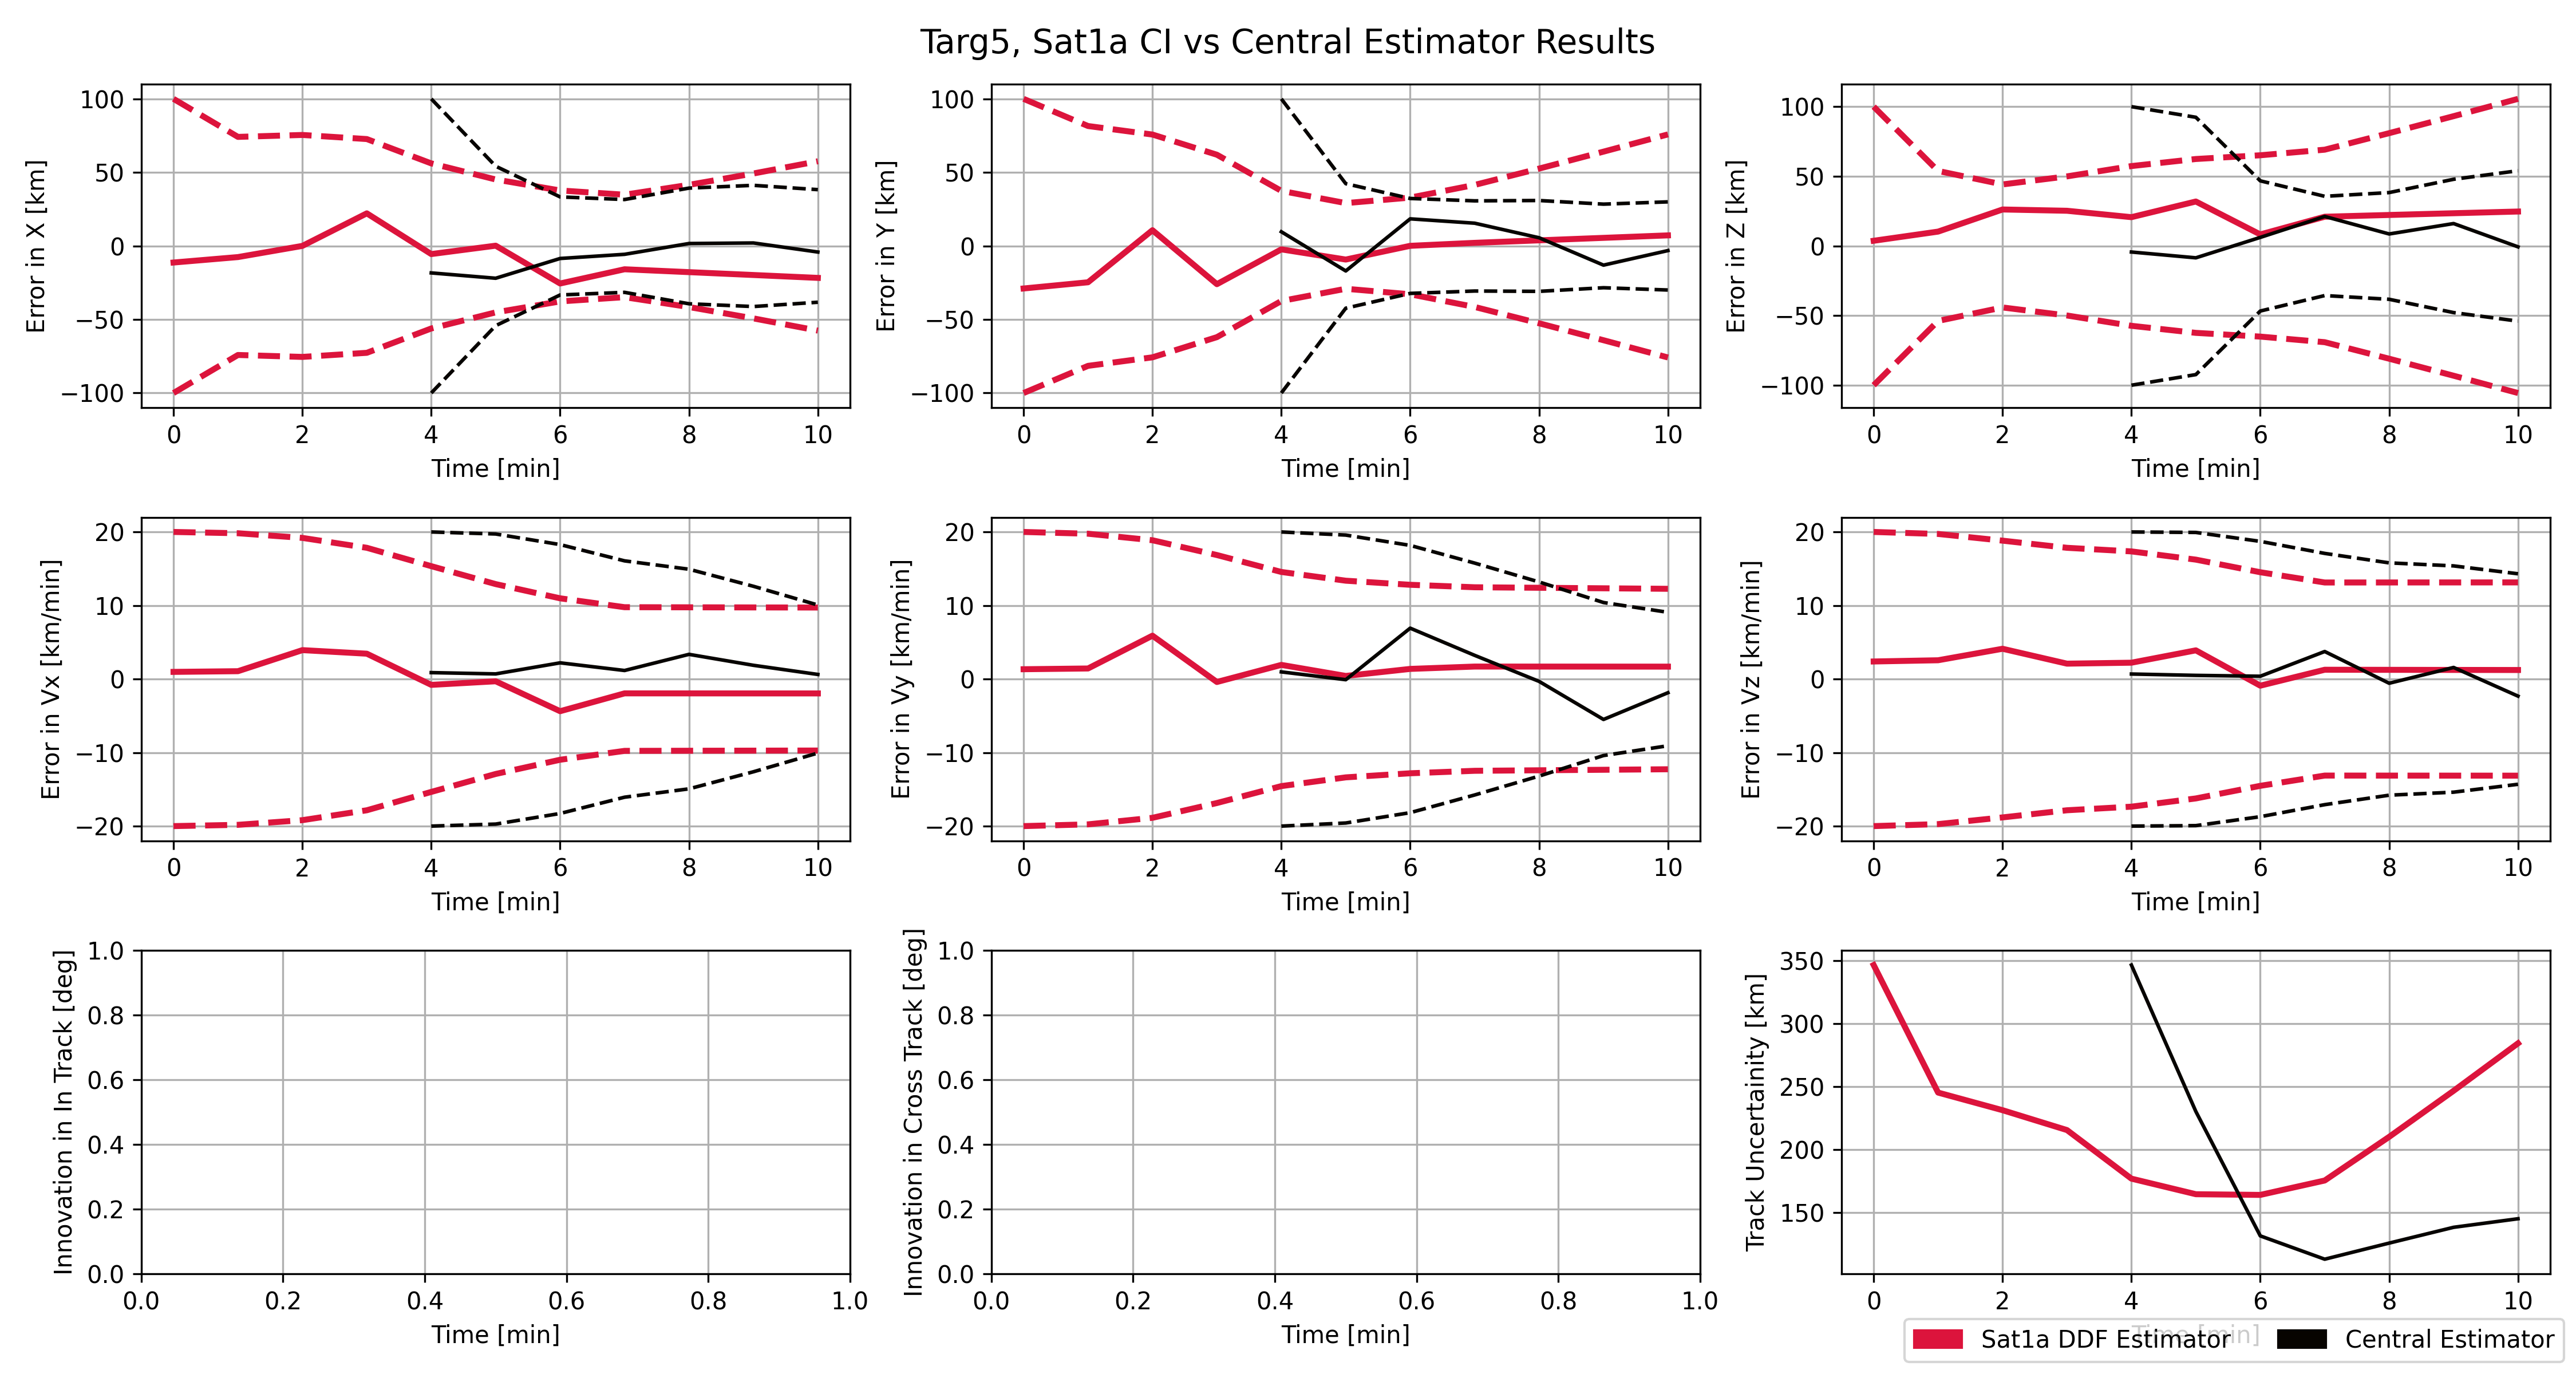 Targ5, Sat1a CI vs Central Estimator Results
Error in X [km]
100
50
0
−50
−100
0 2 4 6 8 10
Time [min]
Error in Y [km]
100
50
0
−50
−100
0 2 4 6 8 10
Time [min]
Error in Z [km]
100
50
0
−50
−100
0 2 4 6 8 10
Time [min]
Error in Vx [km/min]
20
10
0
−10
−20
0 2 4 6 8 10
Time [min]
Error in Vy [km/min]
20
10
0
−10
−20
0 2 4 6 8 10
Time [min]
Error in Vz [km/min]
20
10
0
−10
−20
0 2 4 6 8 10
Time [min]
Innovation in In Track [deg]
1.0
0.8
0.6
0.4
0.2
0.0
0.0 0.2 0.4 0.6 0.8 1.0
Time [min]
Innovation in Cross Track [deg]
1.0
0.8
0.6
0.4
0.2
0.0
0.0 0.2 0.4 0.6 0.8 1.0
Time [min]
Track Uncertainity [km]
350
300
250
200
150
0 2 4 6 8 10
Time [min]
Sat1a DDF Estimator
Central Estimator